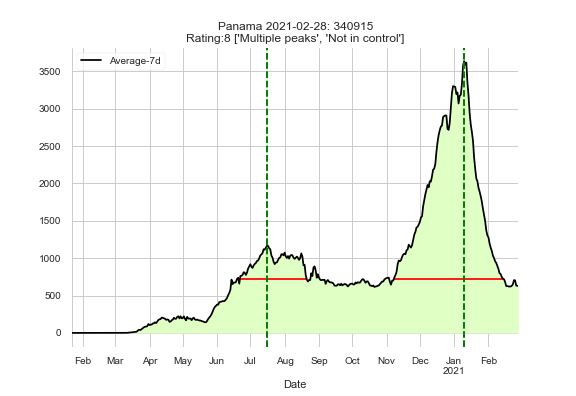 Panama 2021-02-28: 340915
Rating:8 ['Multiple peaks', 'Not in control']
Average-7d
3500
3000
2500
2000
1500
1000
500
0
Feb Mar Apr May Jun Jul Aug Sep Oct Nov Dec Jan Feb
2021
Date